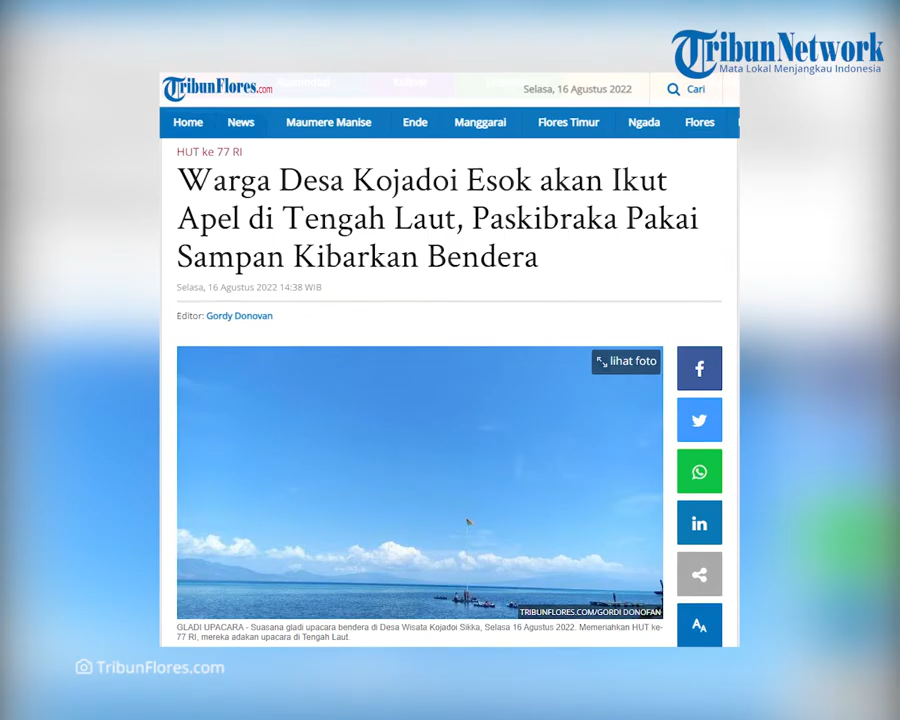 TribunNetwork
Mata Lokal Menjangkau Indonesia
TribunFlores.com
Selasa, 16 Agustus 2022
Cari
Home News Maumere Manise Ende Manggarai Flores Timur Ngada Flores
HUT ke 77 RI
Warga Desa Kojadoi Esok akan Ikut
Apel di Tengah Laut, Paskibraka Pakai
Sampan Kibarkan Bendera
Selasa, 16 Agustus 2022 14:38 WIB
Editor: Gordy Donovan
lihat foto
f
in
TRIBUNFLORES.COM/GORDI DONOFAN
GLADI UPACARA - Suasana gladi upacara bendera di Desa Wisata Kojadoi Sikka, Selasa 16 Agustus 2022. Memeriahkan HUT ke-
77 RI, mereka adakan upacara di Tengah Laut.
AA
TribunFlores.com